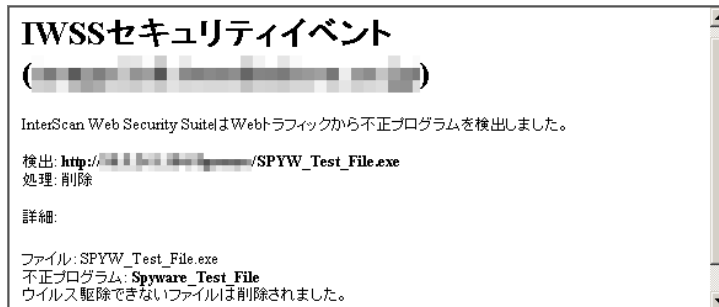 IWSSセキュリティイベント
( )
InterScan Web Security SuiteはWebトラフィックから不正プログラムを検出しました。
検出: http:// /SPYW_Test_File.exe
処理: 削除
詳細:
ファイル: SPYW_Test_File.exe
不正プログラム: Spyware_Test_File
ウイルス駆除できないファイルは削除されました。